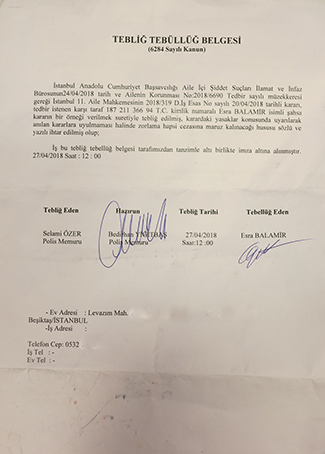 TEBLİĞ TEBÜLLÜĞ BELGESİ
(6284 Sayılı Kanun)
İstanbul Anadolu Cumhuriyet Başsavcılığı Aile İçi Şiddet Suçları İlamat ve İnfaz
Bürosunun24/04/2018 tarih ve Ailenin Korunması No:2018/6690 Tedbir sayılı müzekkeresi
gereği İstanbul 11. Aile Mahkemesinin 2018/319 D.İş Esas No sayılı 20/04/2018 tarihli kararı,
tedbir istenen karşı taraf 187 211 366 94 T.C. kimlik numaralı Esra BALAMİR isimli şahsa
kararın bir örneği verilmek suretiyle tebliğ edilmiş, karardaki yasaklar konusunda uyarılarak
anılan kararlara uyulmaması halinde zorlama hapsi cezasına maruz kalınacağı hususu sözlü ve
yazılı ihtar edilmiş olup;
İş bu tebliğ tebellüğ belgesi tarafımızdan tanzimle altı birlikte imza altına alınmıştır.
27/04/2018 Saat : 12 : 00
Tebliğ Eden Hazırun Tebliğ Tarihi Tebellüğ Eden
Selami ÖZER 27/04/2018 Esra BALAMİR
Polis Memuru Polis Memuru Saat:12 :00
- Ev Adresi : Levazım Mah.
Beşiktaş/İSTANBUL
-İş Adresi :
Telefon Cep: 0532
İş Tel : -
Ev Tel : -